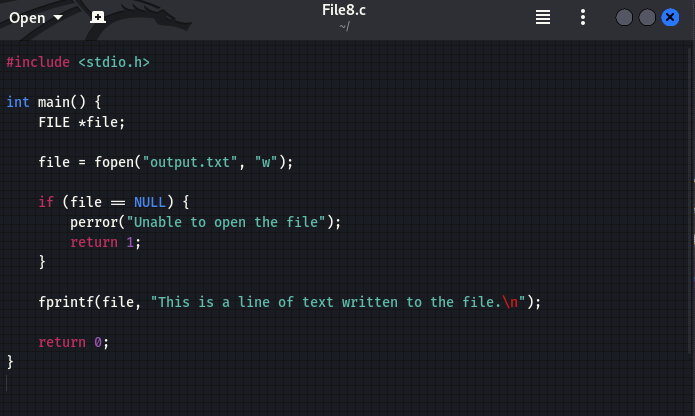 Open
File8.c
~/
#include <stdio.h>
int main() {
    FILE *file;
    file = fopen("output.txt", "w");
    if (file == NULL) {
        perror("Unable to open the file");
        return 1;
    }
    fprintf(file, "This is a line of text written to the file.\n");
    return 0;
}